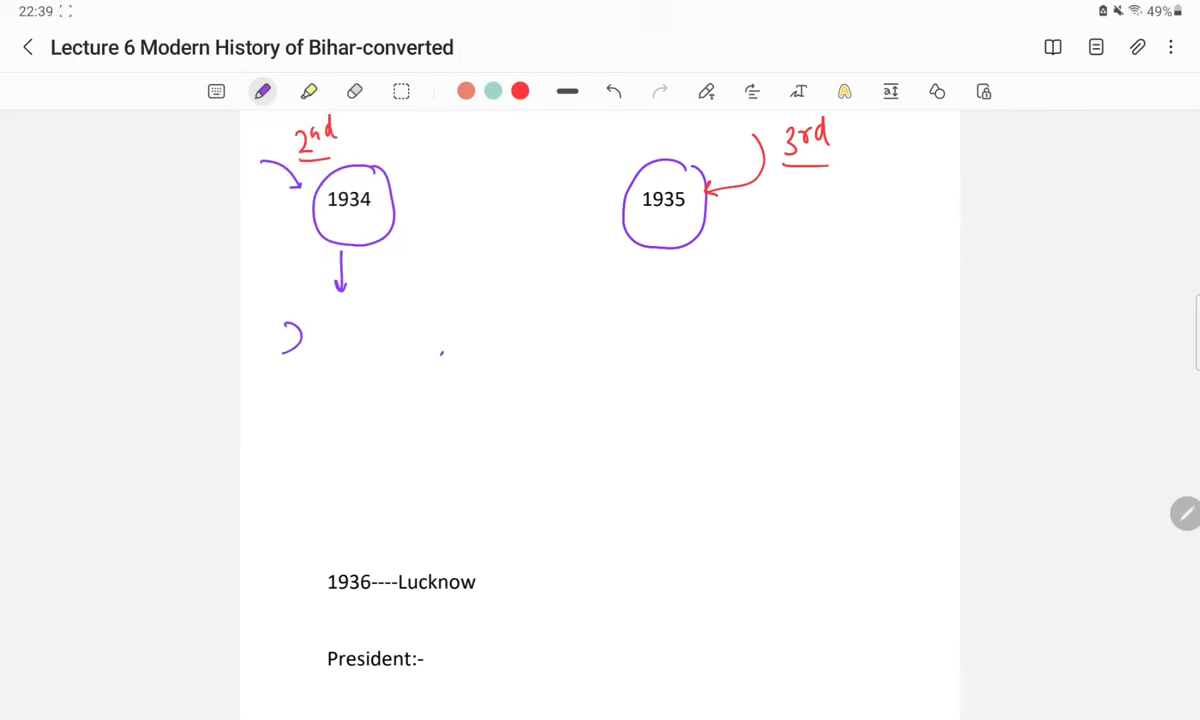 22:39
49%
Lecture 6 Modern History of Bihar-converted
2nd
3rd
1934
1935
1936----Lucknow
President:-